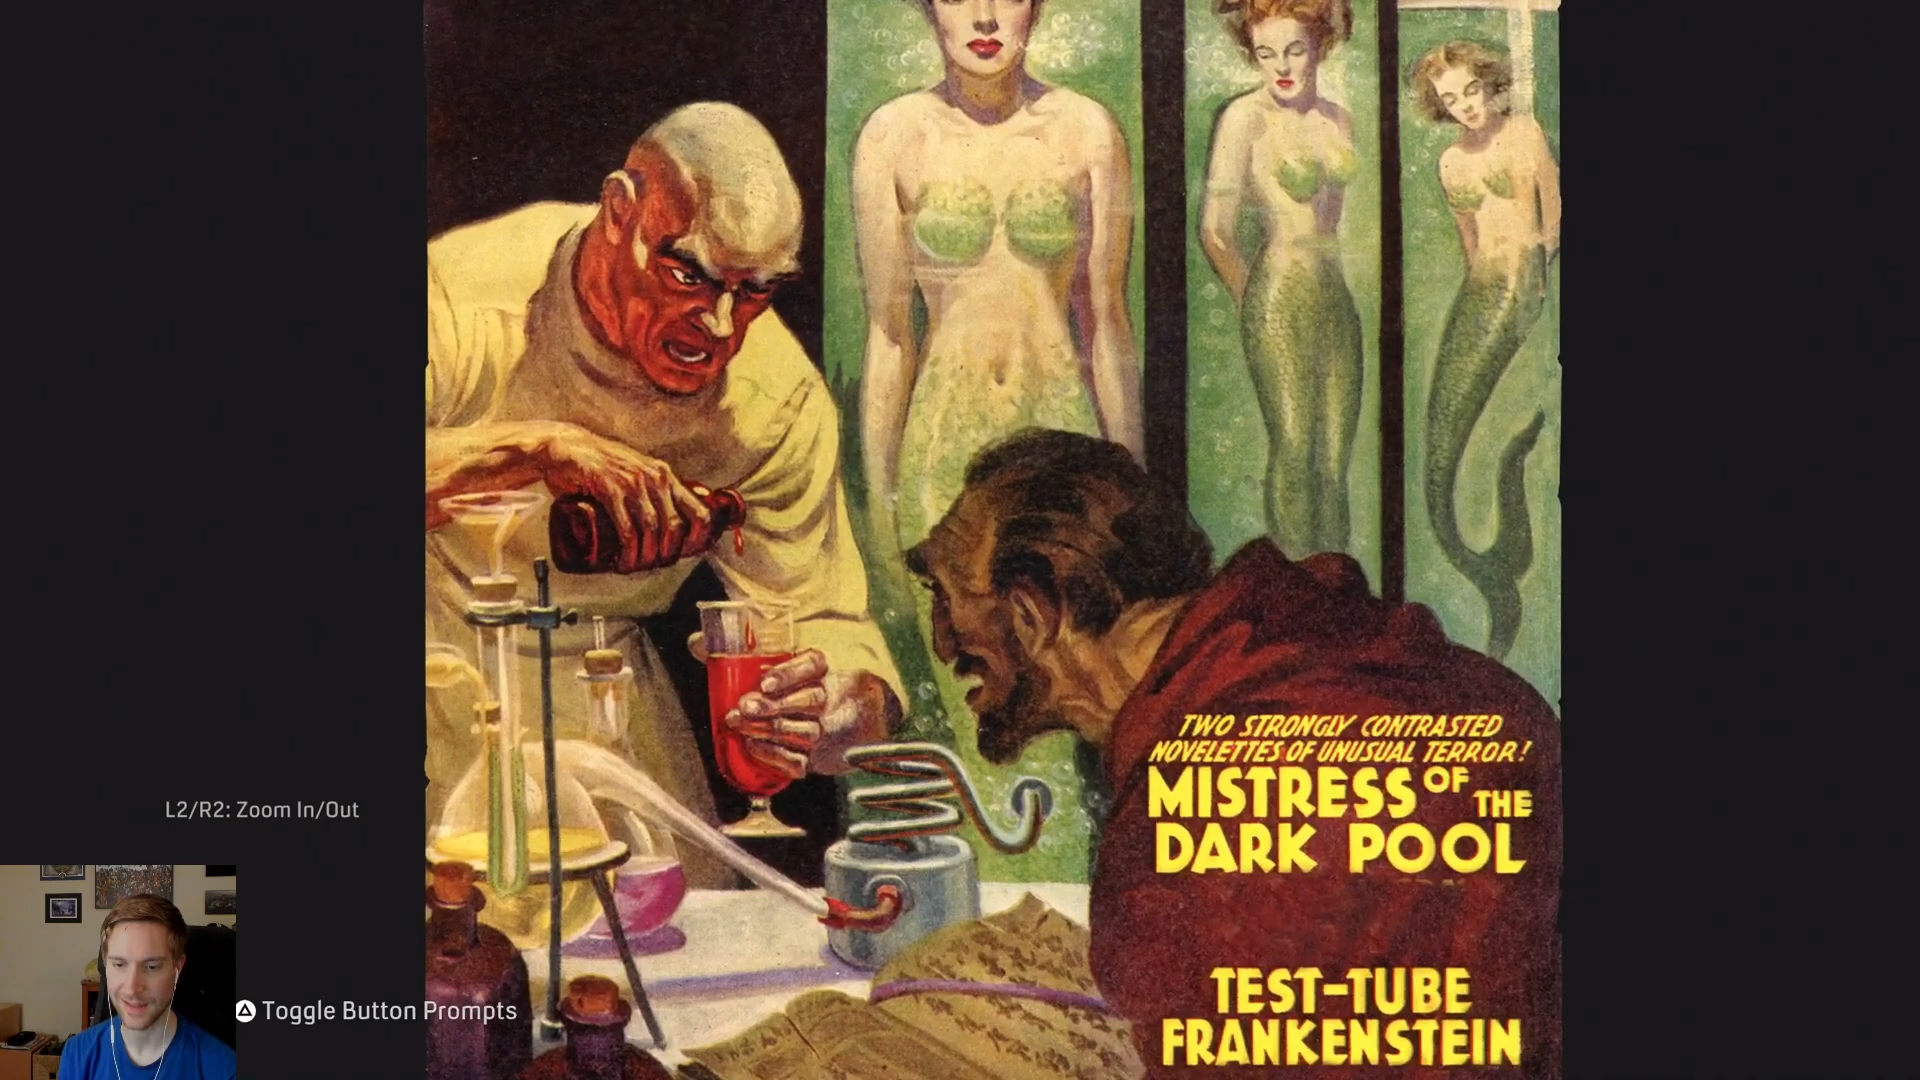 TWO STRONGLY CONTRASTED
NOVELETTES OF UNUSUAL TERROR!
MISTRESS OF THE
DARK POOL
TEST-TUBE
FRANKENSTEIN
L2/R2: Zoom In/Out
Toggle Button Prompts